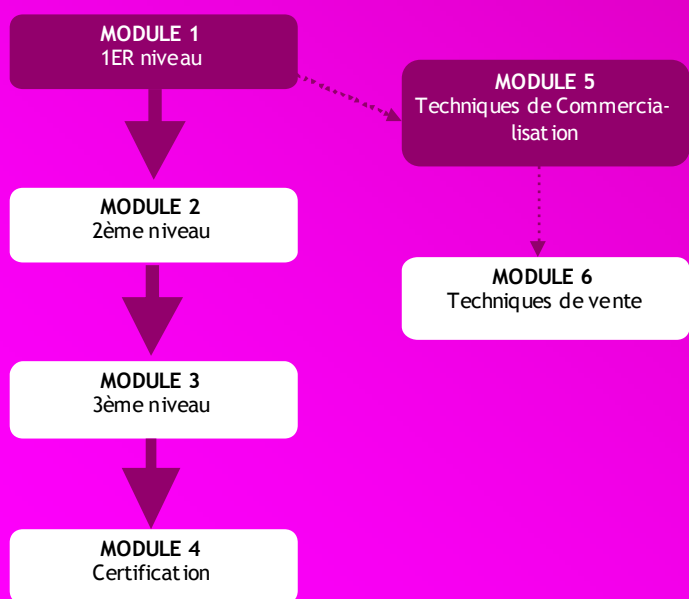 MODULE 1
1ER niveau
MODULE 5
Techniques de Commercia-
lisation
MODULE 2
2ème niveau
MODULE 6
Techniques de vente
MODULE 3
3ème niveau
MODULE 4
Certification